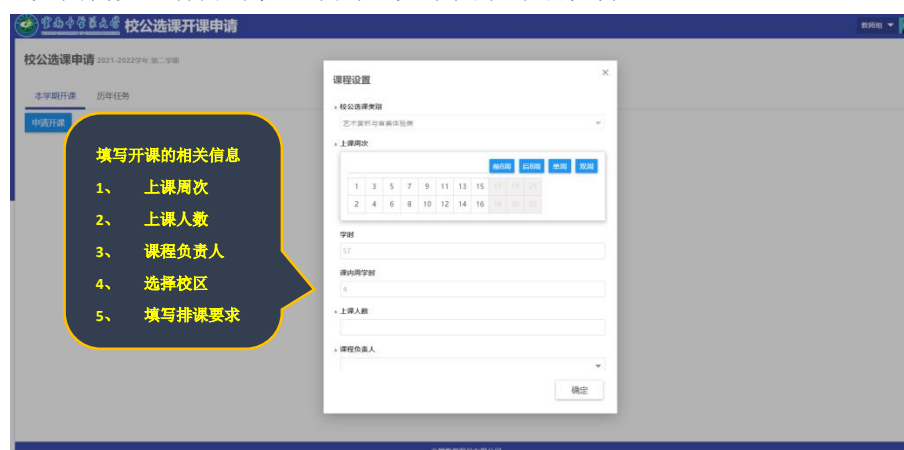 校公选课开课申请
教师组
校公选课申请 2021-2022学年 第二学期
本学期开课 历年任务
申请开课
填写开课的相关信息
1、 上课周次
2、 上课人数
3、 课程负责人
4、 选择校区
5、 填写排课要求
课程设置 ×
* 校公选课类别
艺术赏析与审美体验类
* 上课周次
前8周 后8周 单周 双周
1 3 5 7 9 11 13 15 17 19 21
2 4 6 8 10 12 14 16 18 20
学时
57
课内周学时
4
* 上课人数
* 课程负责人
确定